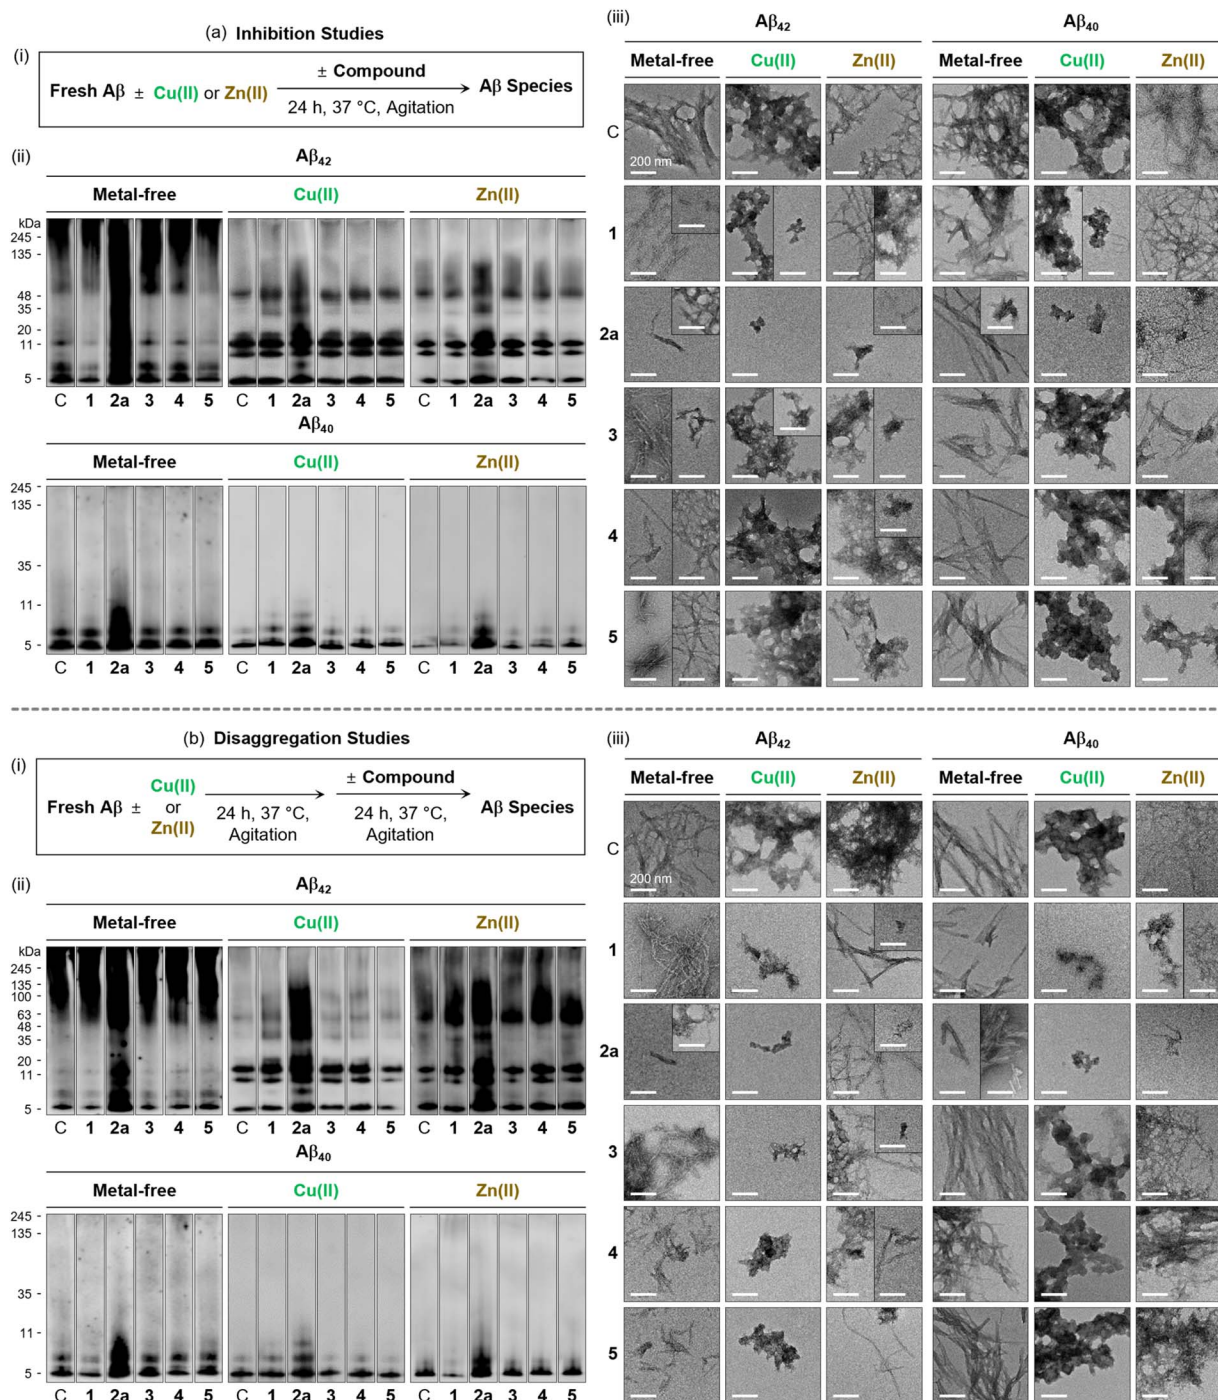 (a) Inhibition Studies
(i)
Fresh Aβ ± Cu(II) or Zn(II)
± Compound
24 h, 37 °C, Agitation
Aβ Species
(ii)
Aβ42
Metal-free Cu(II) Zn(II)
kDa
245 -
135 -
48 -
35 -
20 -
11 -
5 -
C 1 2a 3 4 5 C 1 2a 3 4 5 C 1 2a 3 4 5
Aβ40
Metal-free Cu(II) Zn(II)
245 -
135 -
35 -
11 -
5 -
C 1 2a 3 4 5 C 1 2a 3 4 5 C 1 2a 3 4 5
(iii)
Aβ42 Aβ40
Metal-free Cu(II) Zn(II) Metal-free Cu(II) Zn(II)
C
200 nm
1
2a
3
4
5
(b) Disaggregation Studies
(i)
Fresh Aβ ±
Cu(II)
or
Zn(II)
24 h, 37 °C,
Agitation
± Compound
24 h, 37 °C,
Agitation
Aβ Species
(ii)
Aβ42
Metal-free Cu(II) Zn(II)
kDa
245 -
135 -
100 -
63 -
48 -
35 -
20 -
11 -
5 -
C 1 2a 3 4 5 C 1 2a 3 4 5 C 1 2a 3 4 5
Aβ40
Metal-free Cu(II) Zn(II)
245 -
135 -
35 -
11 -
5 -
C 1 2a 3 4 5 C 1 2a 3 4 5 C 1 2a 3 4 5
(iii)
Aβ42 Aβ40
Metal-free Cu(II) Zn(II) Metal-free Cu(II) Zn(II)
C
200 nm
1
2a
3
4
5